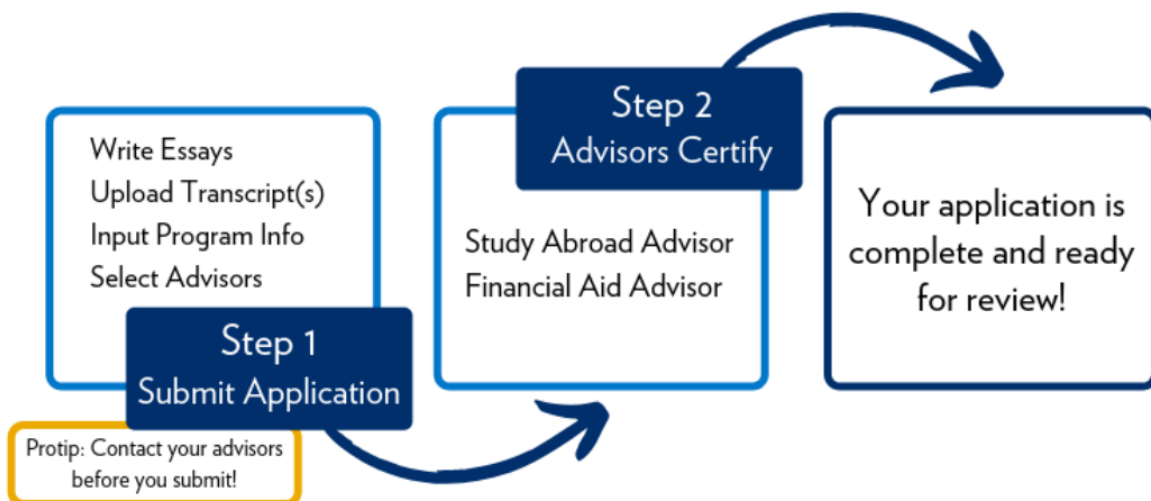 Write Essays
Upload Transcript(s)
Input Program Info
Select Advisors
Step 1
Submit Application
Protip: Contact your advisors
before you submit!
Step 2
Advisors Certify
Study Abroad Advisor
Financial Aid Advisor
Your application is
complete and ready
for review!